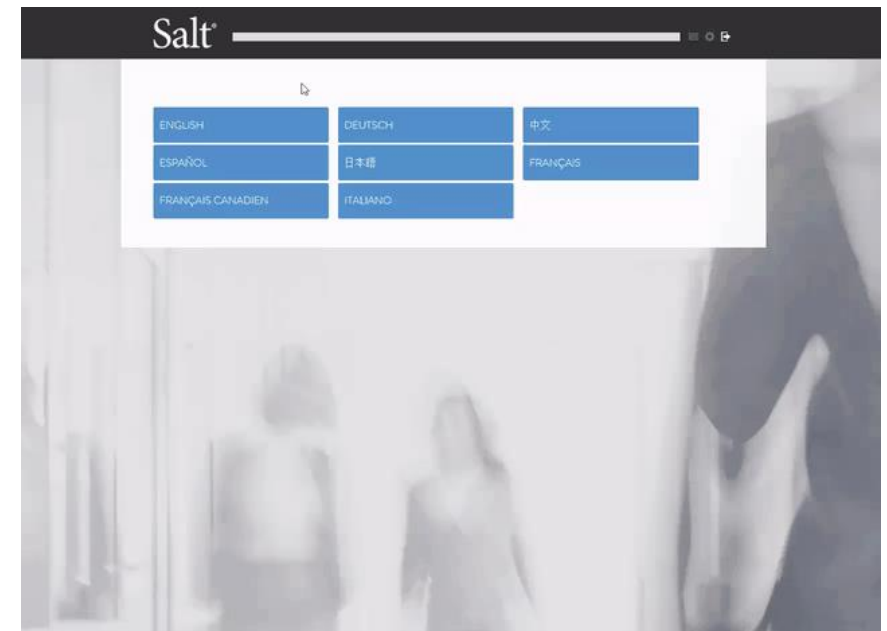 Salt
ENGLISH
DEUTSCH
中文
ESPAÑOL
日本語
FRANÇAIS
FRANÇAIS CANADIEN
ITALIANO